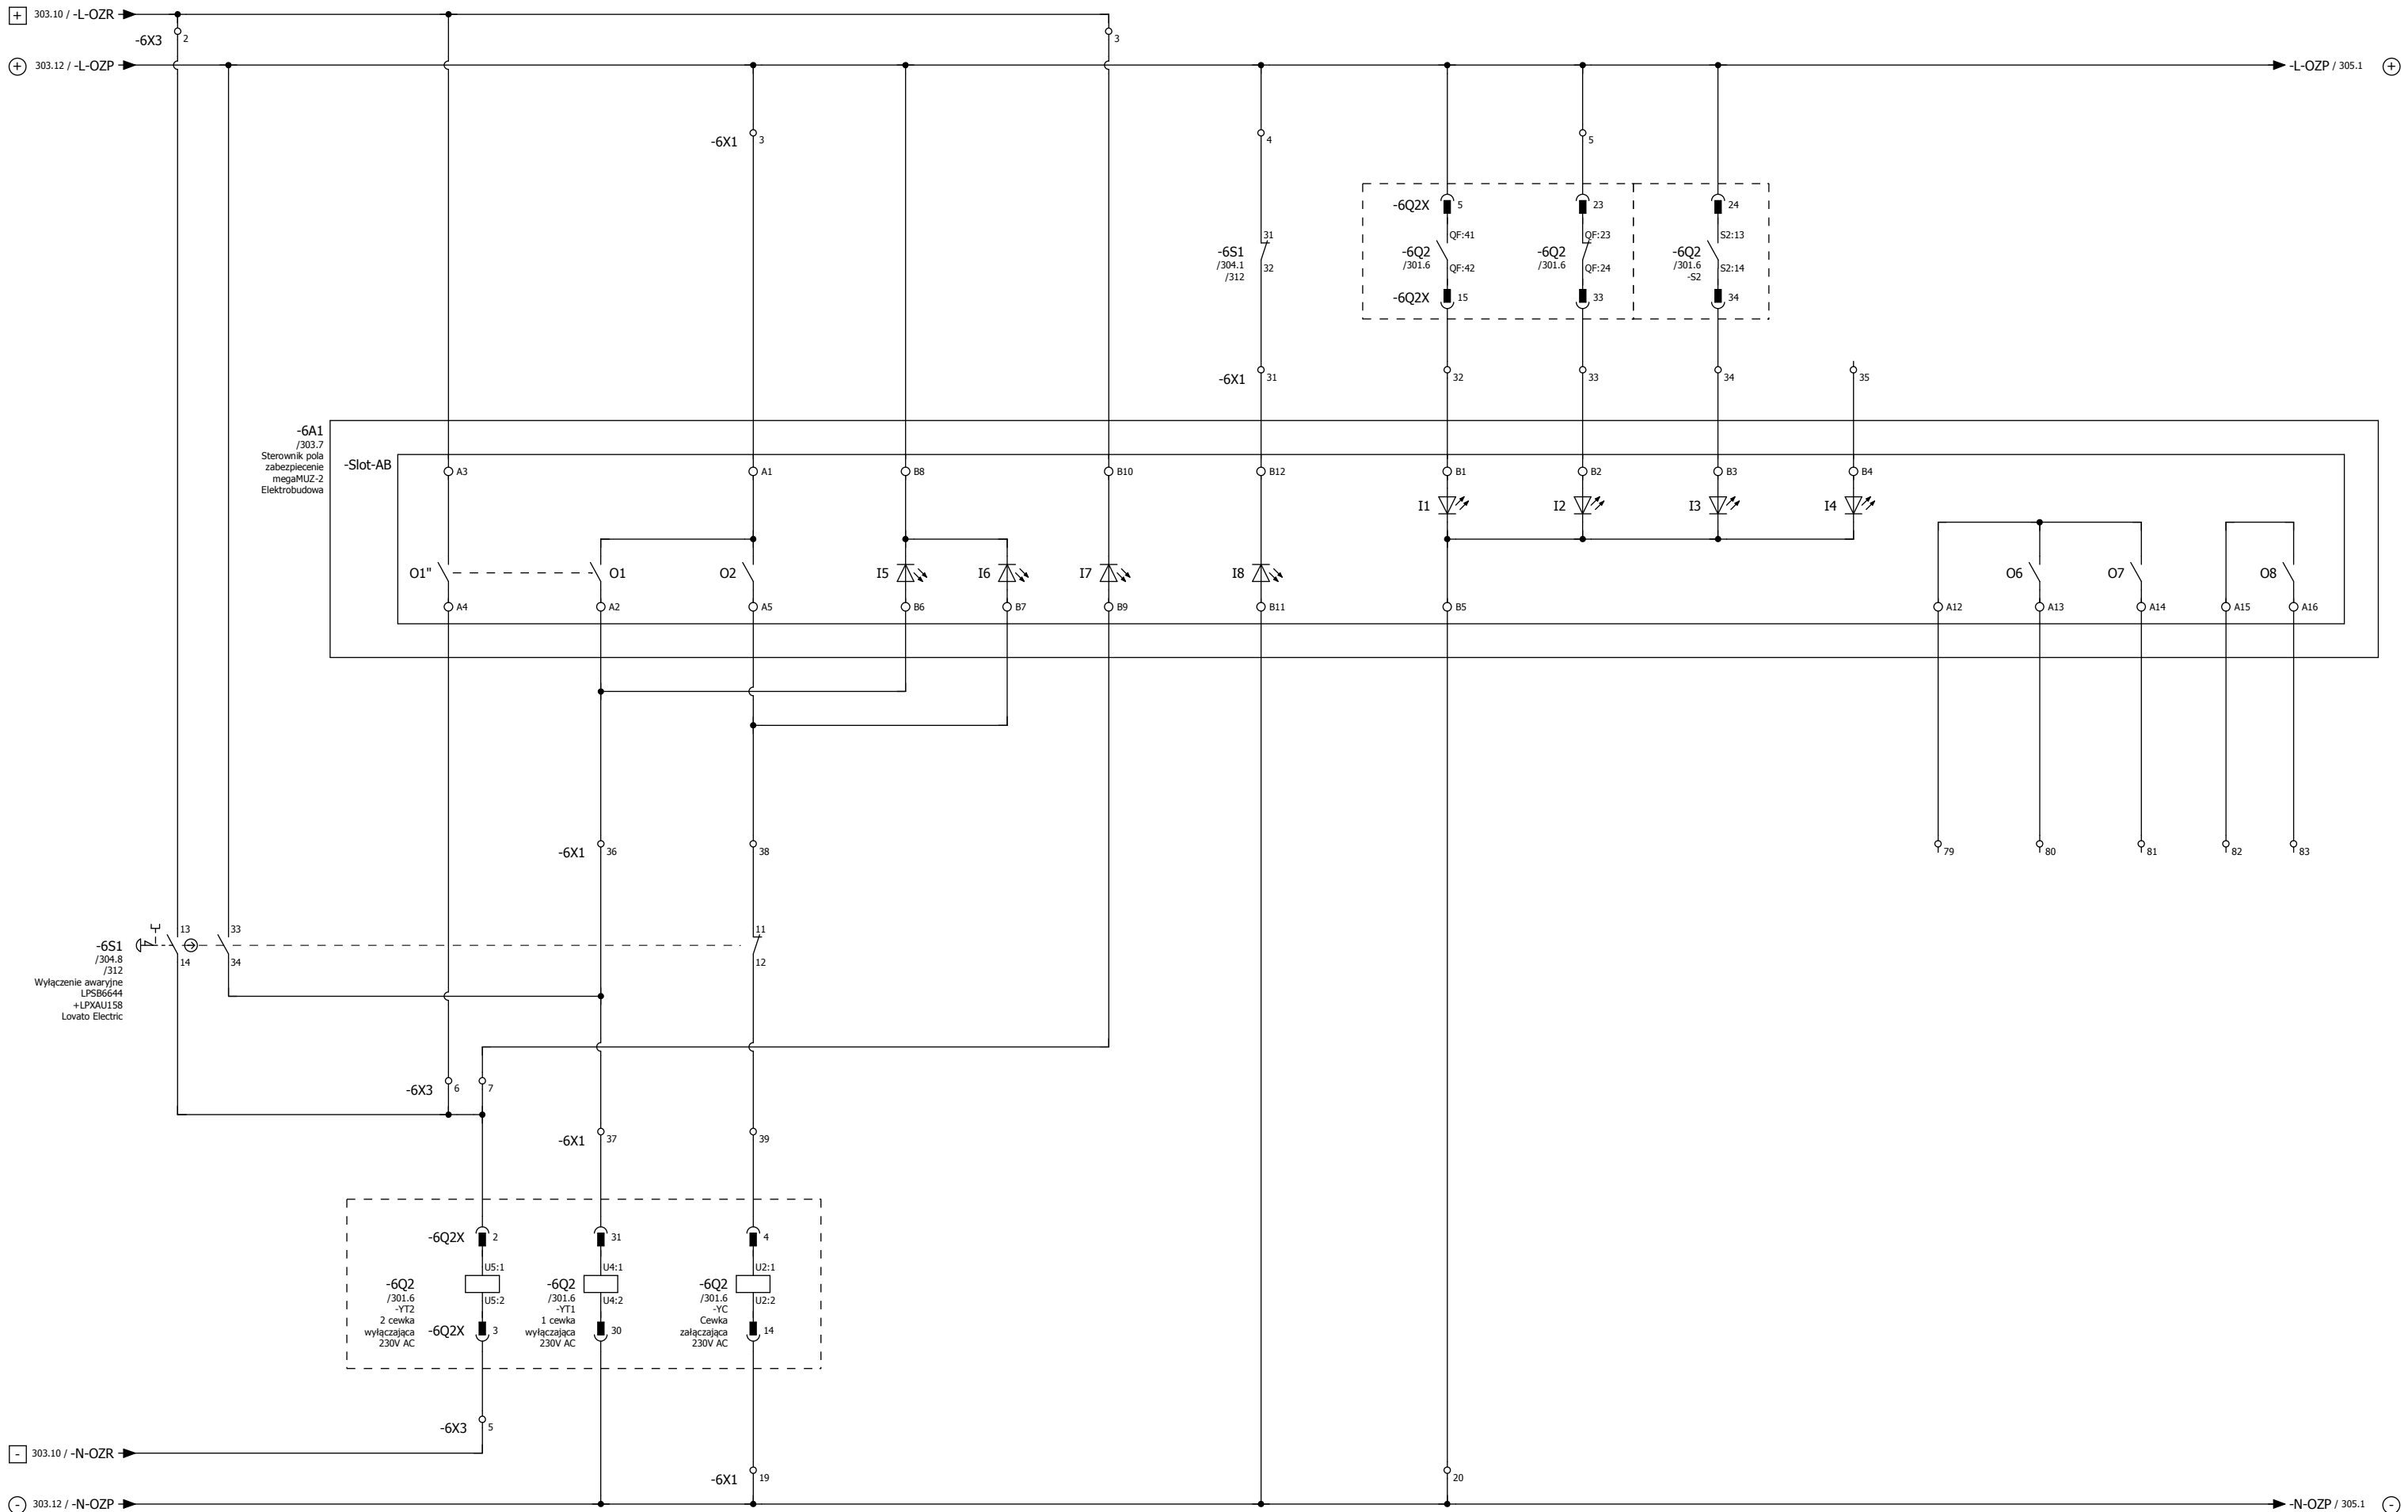 + 303.10 / -L-OZR
-6X3 2
3
+ 303.12 / -L-OZP
-L-OZP / 305.1 +
-6X1 3
4
5
-6Q2X 5
23
24
-6S1
/304.1
/312
31
32
-6Q2
/301.6
QF:41
QF:42
-6Q2
/301.6
QF:23
QF:24
-6Q2
/301.6
-S2
S2:13
S2:14
-6Q2X 15
33
34
-6X1 31
32
33
34
35
-6A1
/303.7
Sterownik pola
zabezpieczenie
megaMUZ-2
Elektrobudowa
-Slot-AB
A3
A1
B8
B10
B12
B1
B2
B3
B4
I1
I2
I3
I4
O1"
O1
O2
I5
I6
I7
I8
O6
O7
O8
A4
A2
A5
B6
B7
B9
B11
B5
A12
A13
A14
A15
A16
-6X1 36
38
79
80
81
82
83
-6S1
/304.8
/312
Wyłączenie awaryjne
LPSB6644
+LPXAU158
Lovato Electric
13
14
33
34
11
12
-6X3 6
7
-6X1 37
39
-6Q2X 2
31
4
-6Q2
/301.6
-YT2
2 cewka
wyłączająca
230V AC
U5:1
U5:2
-6Q2X 3
-6Q2
/301.6
-YT1
1 cewka
wyłączająca
230V AC
U4:1
U4:2
30
-6Q2
/301.6
-YC
Cewka
załączająca
230V AC
U2:1
U2:2
14
-6X3 5
- 303.10 / -N-OZR
-6X1 19
20
- 303.12 / -N-OZP
-N-OZP / 305.1 -